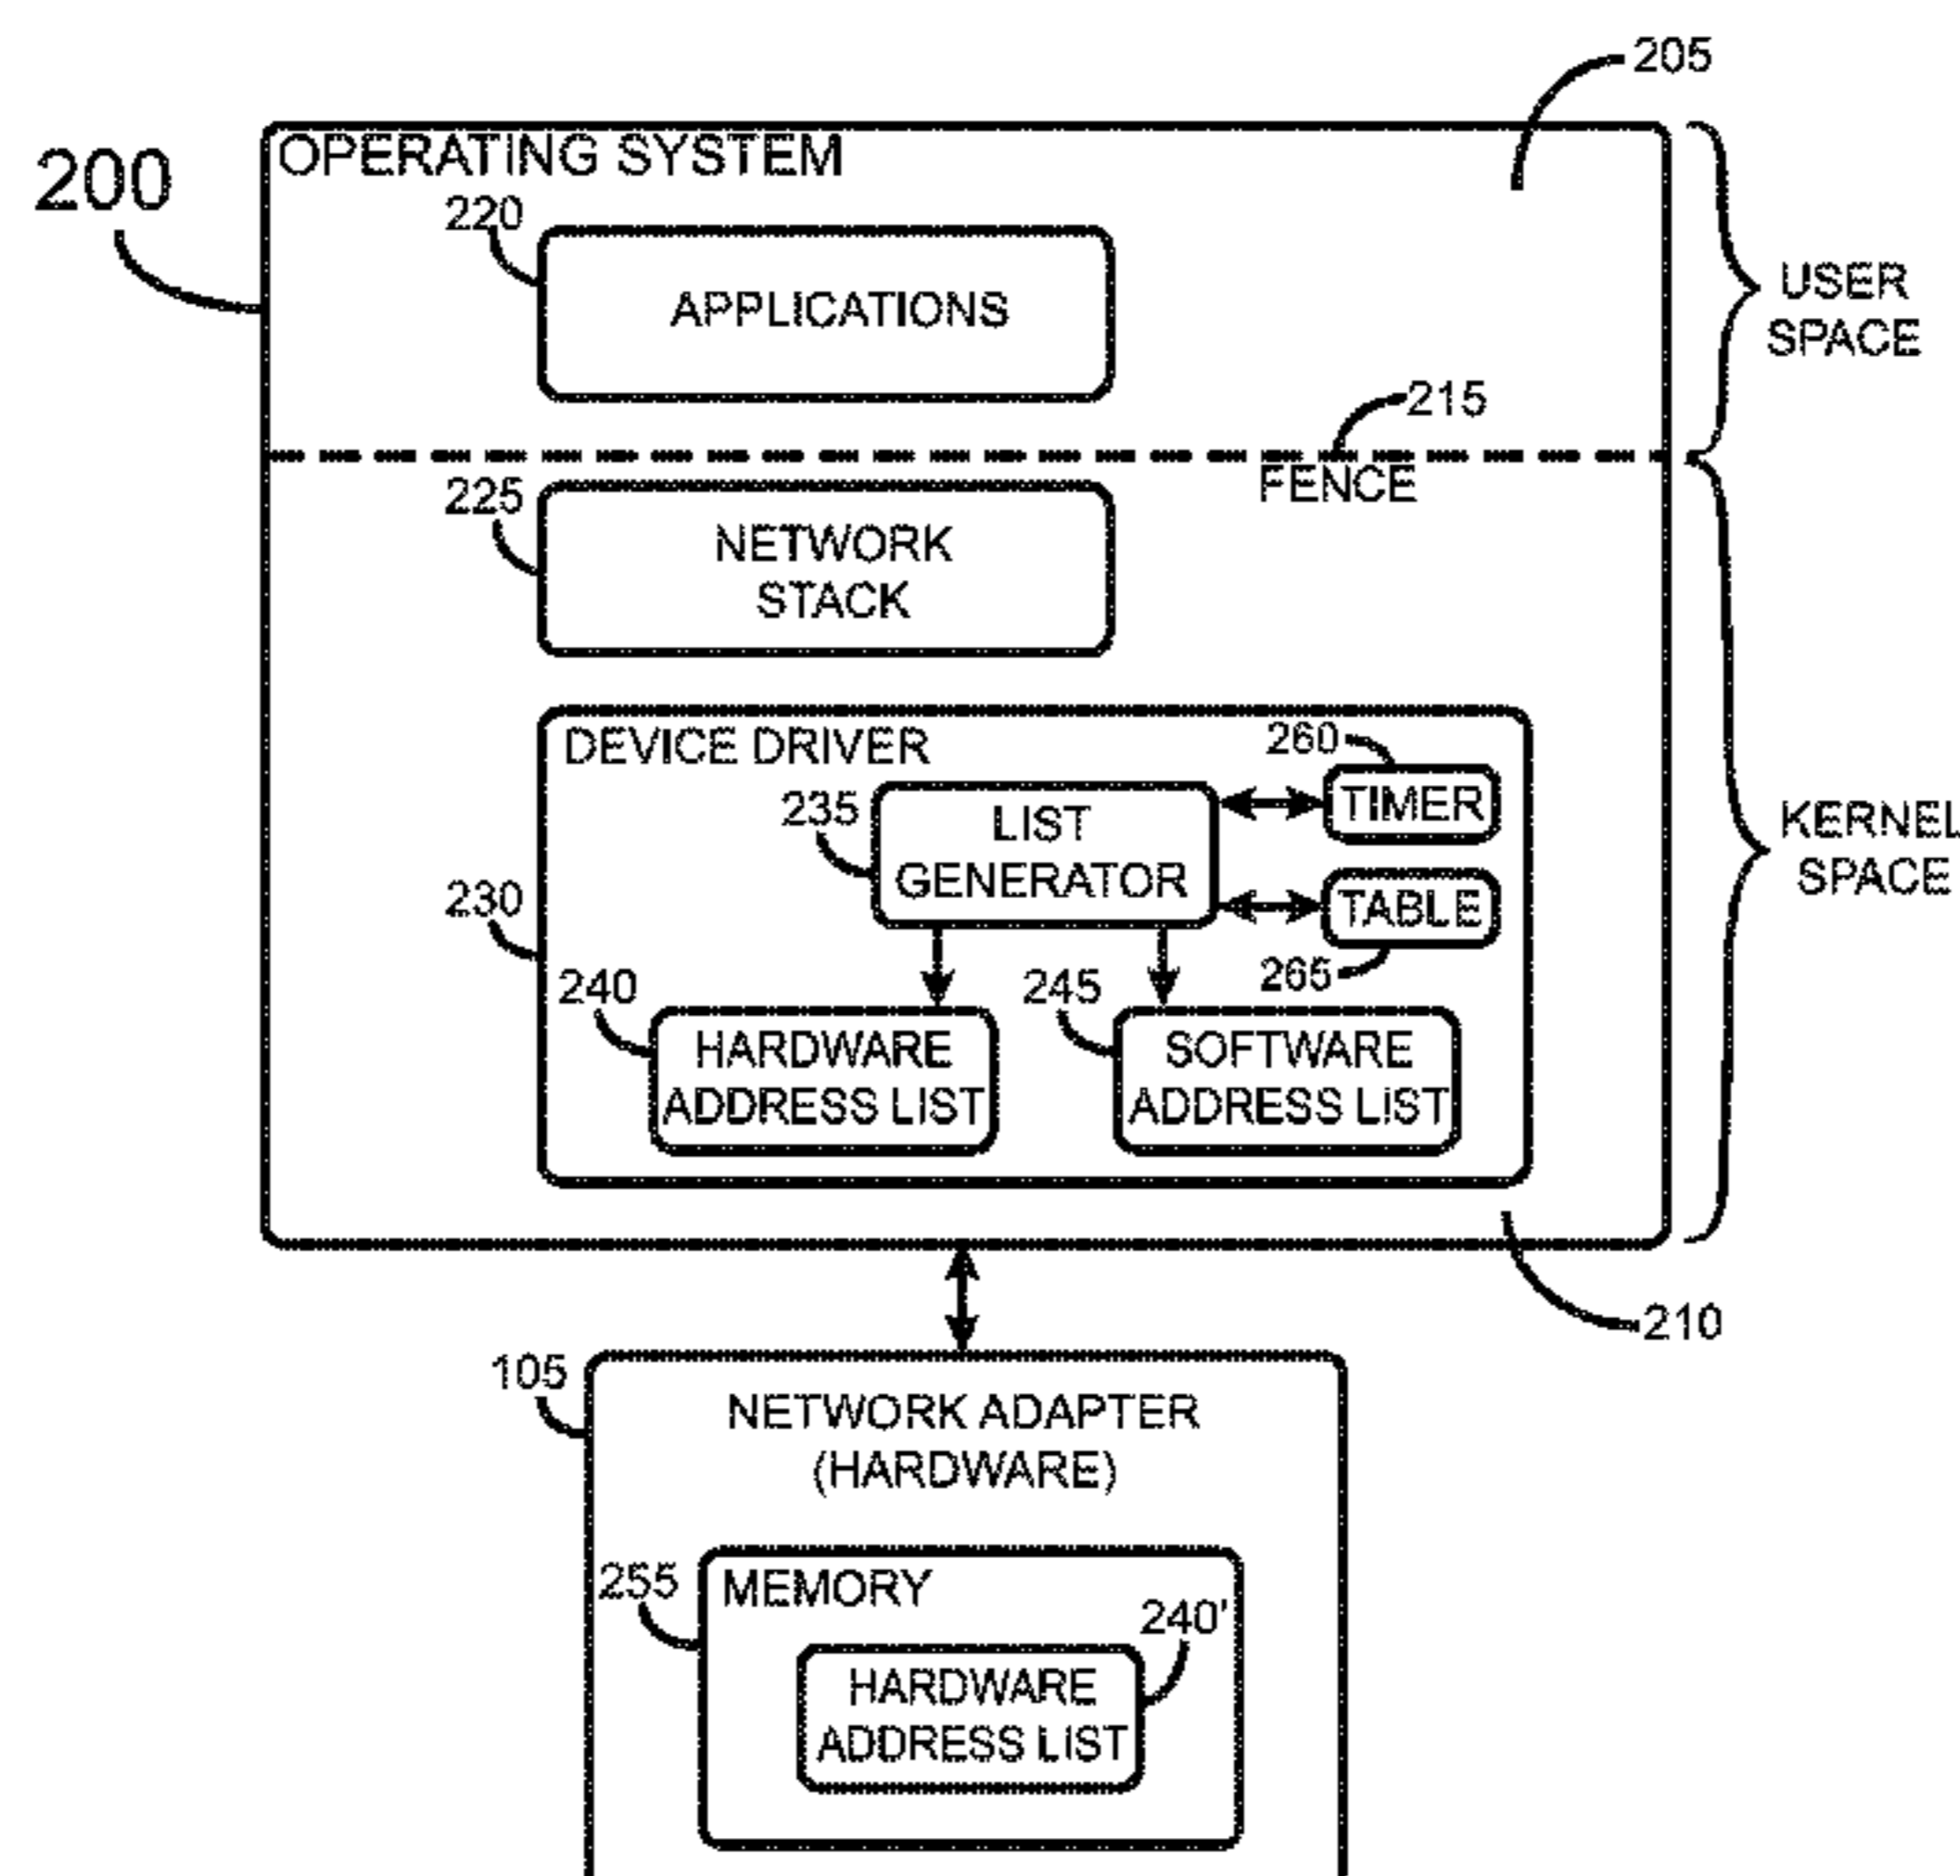 205
200
OPERATING SYSTEM
220
APPLICATIONS
USER
SPACE
215
FENCE
225
NETWORK
STACK
DEVICE DRIVER
260
TIMER
235
LIST
GENERATOR
KERNEL
SPACE
230
TABLE
265
240
HARDWARE
ADDRESS LIST
245
SOFTWARE
ADDRESS LIST
210
105
NETWORK ADAPTER
(HARDWARE)
255
MEMORY
240'
HARDWARE
ADDRESS LIST